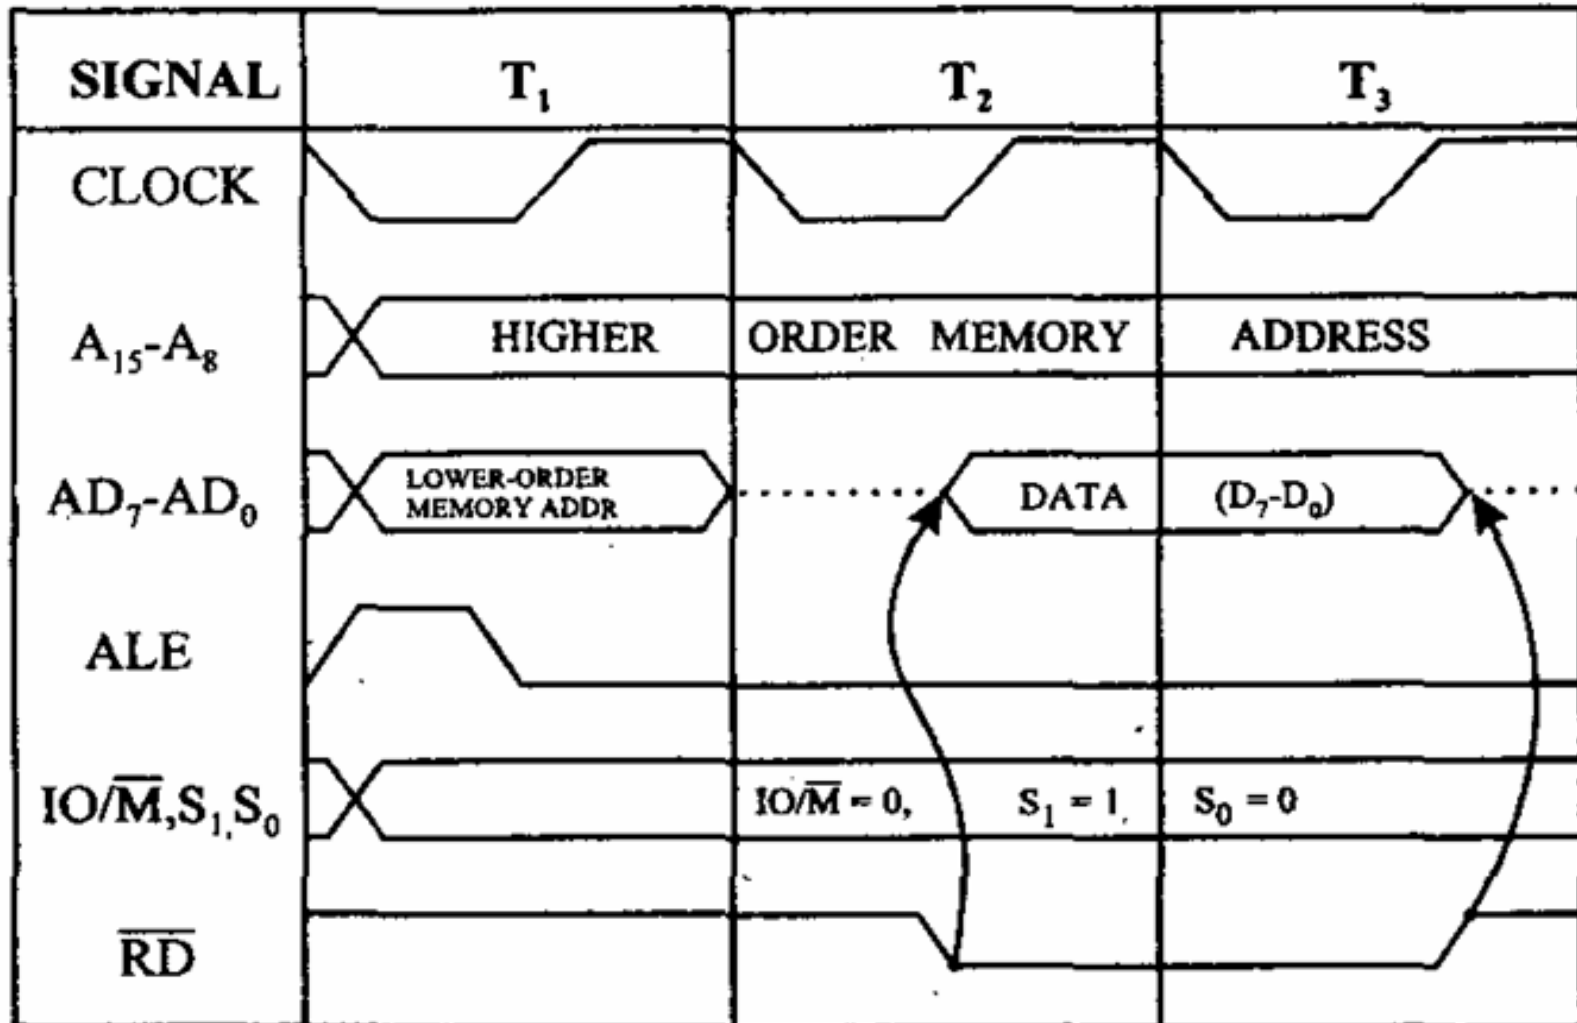 SIGNAL T₁ T₂ T₃
CLOCK
A₁₅-A₈ HIGHER ORDER MEMORY ADDRESS
AD₇-AD₀ LOWER-ORDER MEMORY ADDR DATA (D₇-D₀)
ALE
IO/M̅,S₁,S₀ IO/M̅ = 0, S₁ = 1 S₀ = 0
R̅D̅